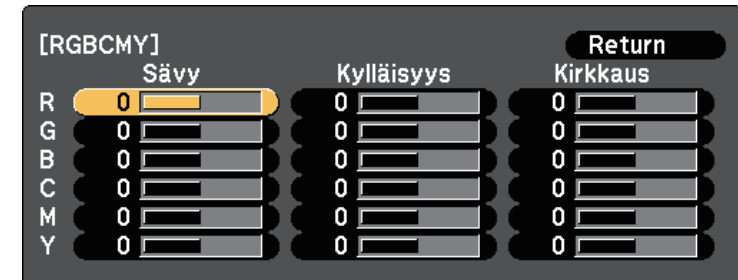 [RGBCMY] Return
Sävy Kylläisyys Kirkkaus
R 0 0 0
G 0 0 0
B 0 0 0
C 0 0 0
M 0 0 0
Y 0 0 0